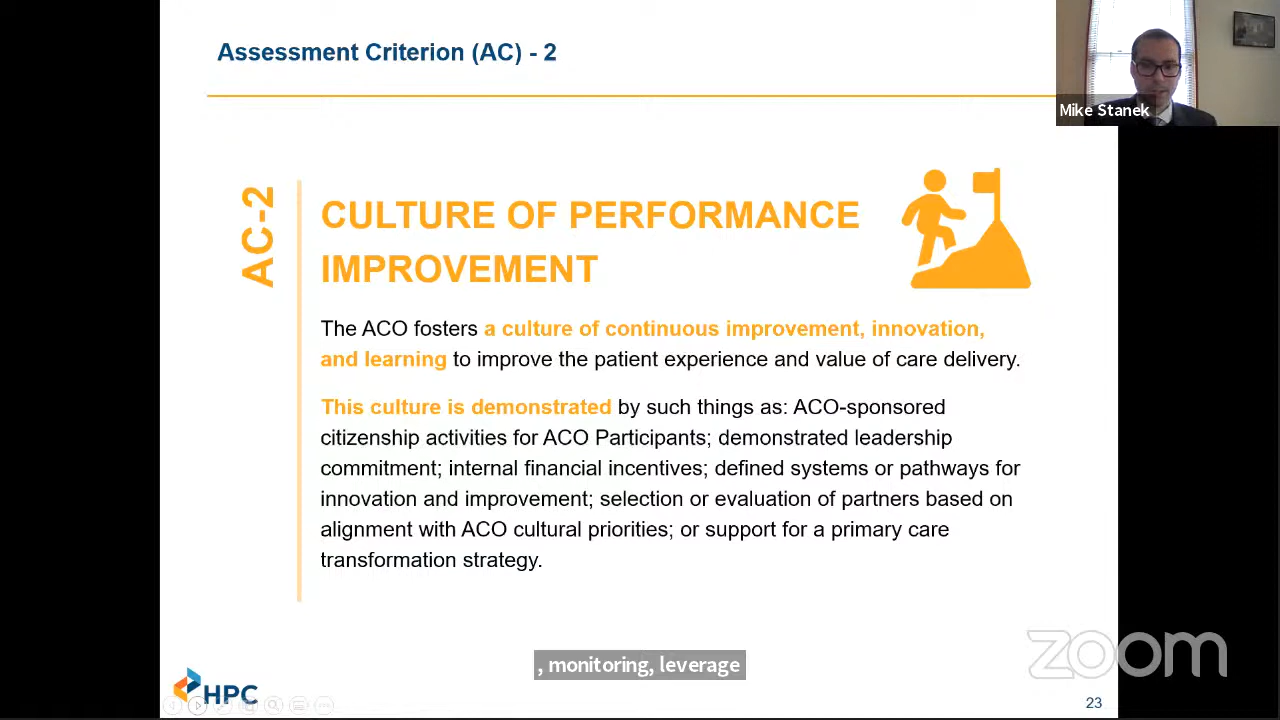 Assessment Criterion (AC) - 2
Mike Stanek
AC-2
CULTURE OF PERFORMANCE
IMPROVEMENT
The ACO fosters a culture of continuous improvement, innovation,
and learning to improve the patient experience and value of care delivery.
This culture is demonstrated by such things as: ACO-sponsored
citizenship activities for ACO Participants; demonstrated leadership
commitment; internal financial incentives; defined systems or pathways for
innovation and improvement; selection or evaluation of partners based on
alignment with ACO cultural priorities; or support for a primary care
transformation strategy.
, monitoring, leverage
zoom
HPC
23